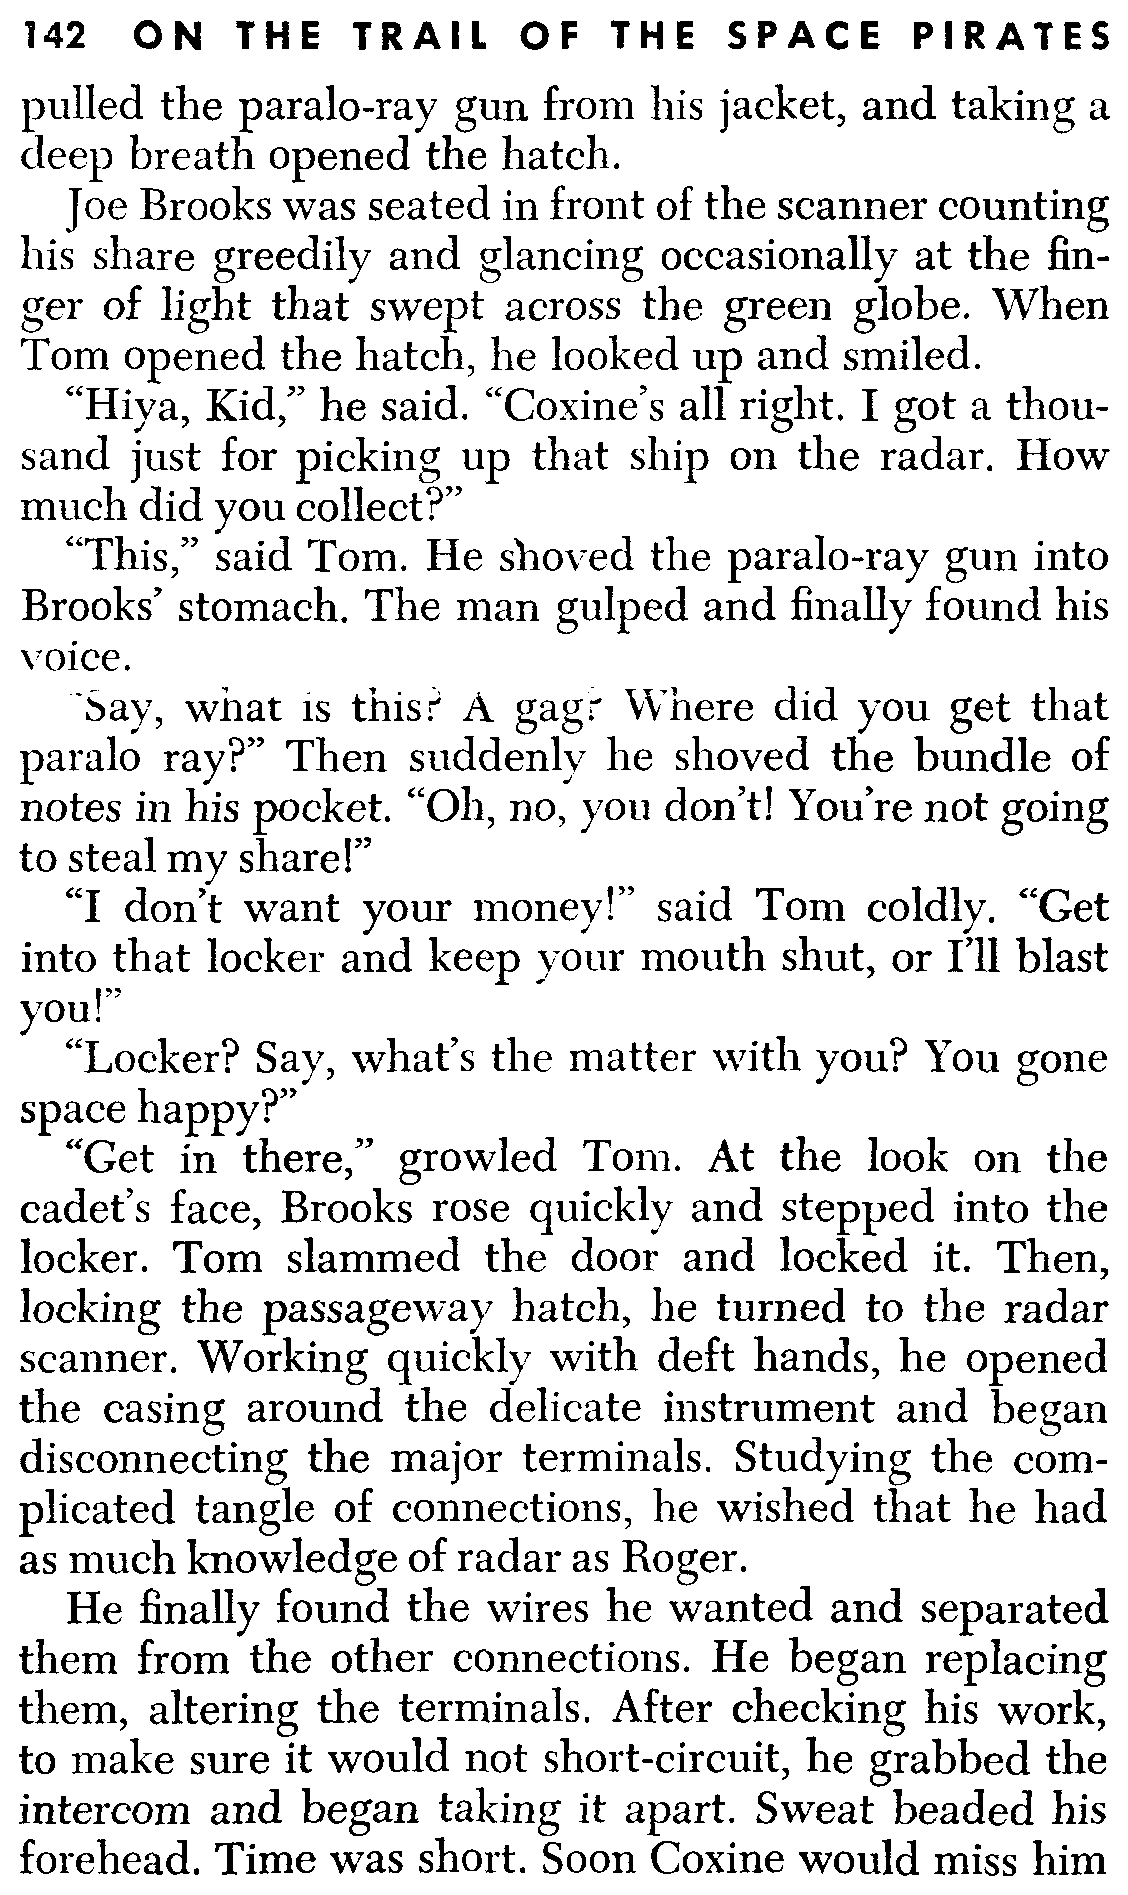 142 ON THE TRAIL OF THE SPACE PIRATES
pulled the paralo-ray gun from his jacket, and taking a
deep breath opened the hatch.
Joe Brooks was seated in front of the scanner counting
his share greedily and glancing occasionally at the fin-
ger of light that swept across the green globe. When
Tom opened the hatch, he looked up and smiled.
“Hiya, Kid,” he said. “Coxine’s all right. I got a thou-
sand just for picking up that ship on the radar. How
much did you collect?”
“This,” said Tom. He shoved the paralo-ray gun into
Brooks’ stomach. The man gulped and finally found his
voice.
“Say, what is this? A gag? Where did you get that
paralo ray?” Then suddenly he shoved the bundle of
notes in his pocket. “Oh, no, you don’t! You’re not going
to steal my share!”
“I don’t want your money!” said Tom coldly. “Get
into that locker and keep your mouth shut, or I’ll blast
you!”
“Locker? Say, what’s the matter with you? You gone
space happy?”
“Get in there,” growled Tom. At the look on the
cadet’s face, Brooks rose quickly and stepped into the
locker. Tom slammed the door and locked it. Then,
locking the passageway hatch, he turned to the radar
scanner. Working quickly with deft hands, he opened
the casing around the delicate instrument and began
disconnecting the major terminals. Studying the com-
plicated tangle of connections, he wished that he had
as much knowledge of radar as Roger.
He finally found the wires he wanted and separated
them from the other connections. He began replacing
them, altering the terminals. After checking his work,
to make sure it would not short-circuit, he grabbed the
intercom and began taking it apart. Sweat beaded his
forehead. Time was short. Soon Coxine would miss him